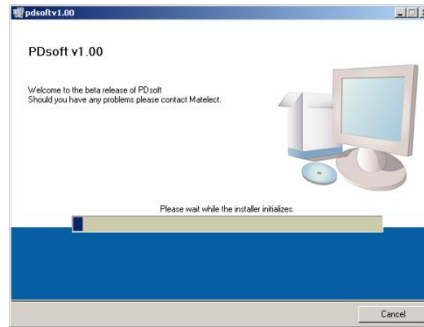 pdsoftv1.00
PDsoft v1.00
Welcome to the beta release of PDsoft
Should you have any problems please contact Matelect.
Please wait while the installer initializes.
Cancel